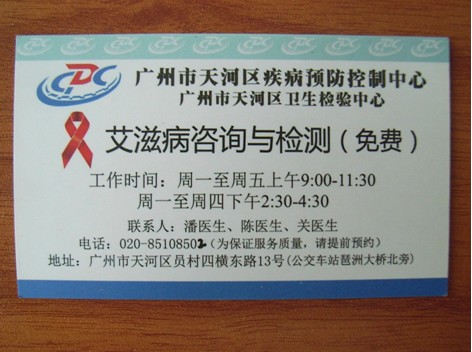 CDC
广州市天河区疾病预防控制中心
广州市天河区卫生检验中心
艾滋病咨询与检测（免费）
工作时间：周一至周五上午9:00-11:30
周一至周四下午2:30-4:30
联系人：潘医生、陈医生、关医生
电话：020-85108502（为保证服务质量，请提前预约）
地址：广州市天河区员村四横东路13号（公交车站琶洲大桥北旁）